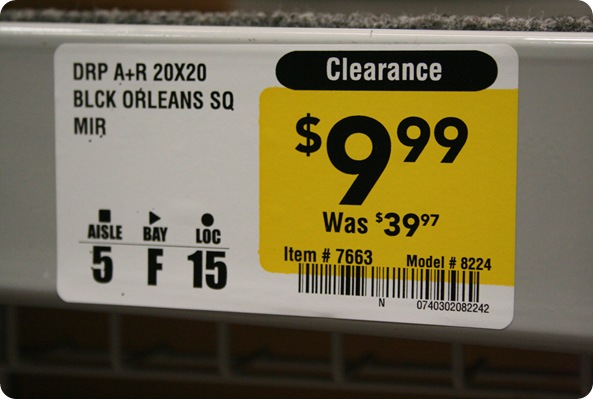 DRP A+R 20X20
BLCK ORLEANS SQ
MIR
AISLE BAY LOC
5 F 15
Clearance
$9.99
Was $39.97
Item # 7663 Model # 8224
N 0740302082242